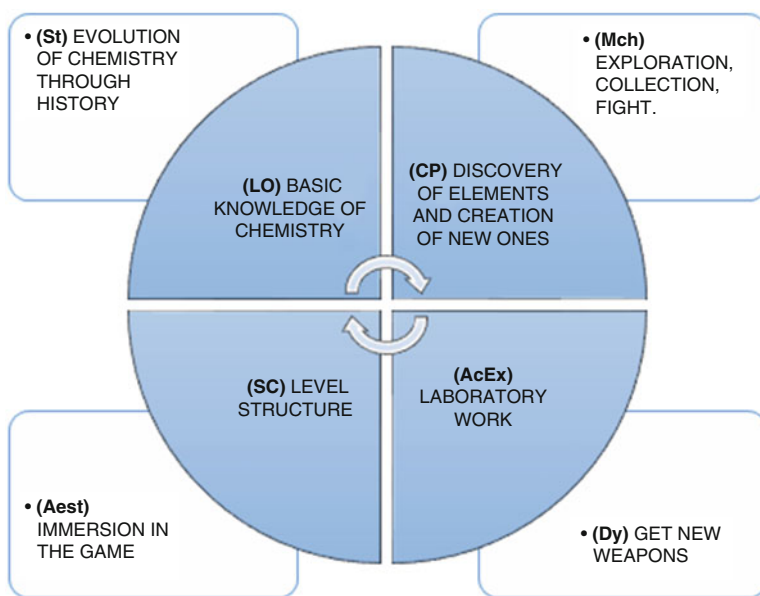 • (St) EVOLUTION
OF CHEMISTRY
THROUGH
HISTORY
• (Mch)
EXPLORATION,
COLLECTION,
FIGHT.
(LO) BASIC
KNOWLEDGE OF
CHEMISTRY
(CP) DISCOVERY
OF ELEMENTS
AND CREATION
OF NEW ONES
(SC) LEVEL
STRUCTURE
(AcEx)
LABORATORY
WORK
• (Aest)
IMMERSION IN
THE GAME
• (Dy) GET NEW
WEAPONS